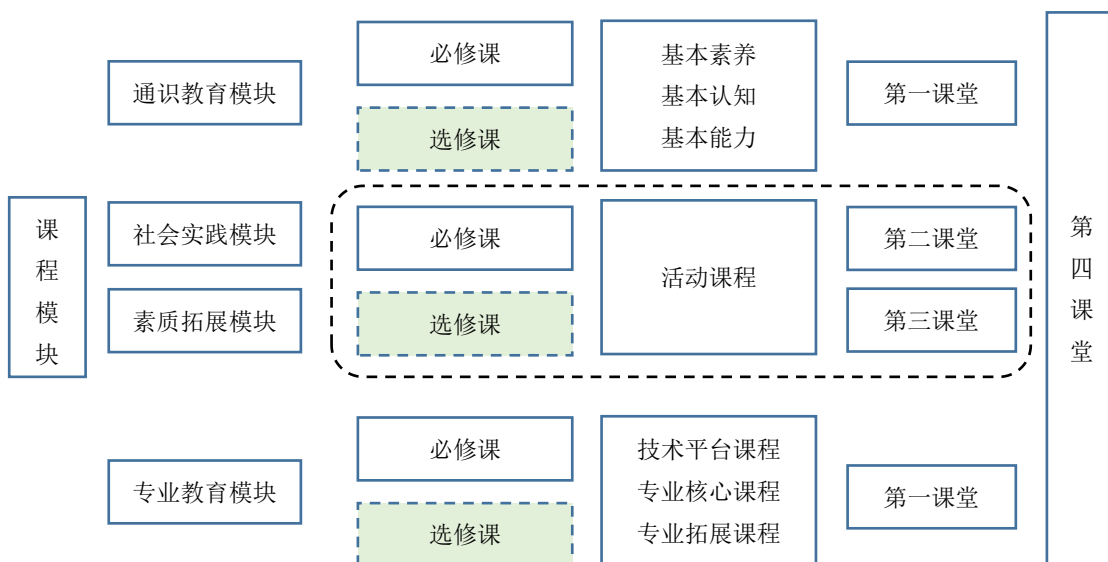 课程模块
通识教育模块
必修课
选修课
基本素养
基本认知
基本能力
第一课堂
社会实践模块
素质拓展模块
必修课
选修课
活动课程
第二课堂
第三课堂
专业教育模块
必修课
选修课
技术平台课程
专业核心课程
专业拓展课程
第一课堂
第四课堂